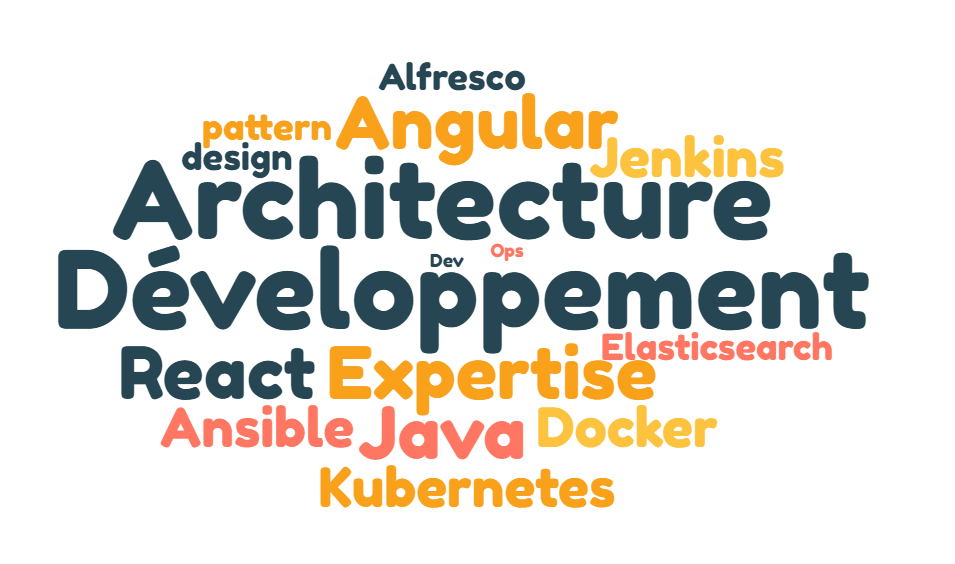 Alfresco
pattern Angular
design Jenkins
Architecture
Dev Ops
Développement
Elasticsearch
React Expertise
Ansible Java Docker
Kubernetes